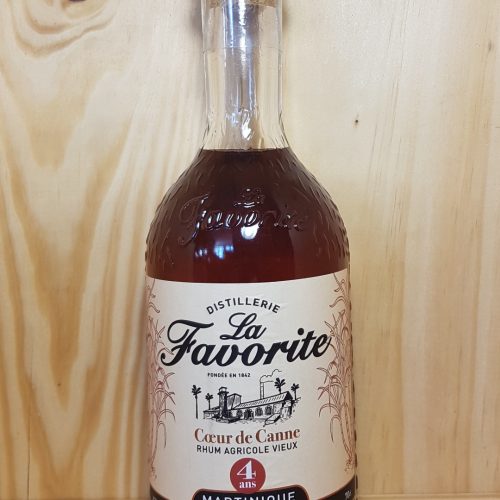 La
Favorite
DISTILLERIE
La
Favorite
FONDÉE EN 1842
Cœur de Canne
RHUM AGRICOLE VIEUX
4
ans
MARTINIQUE